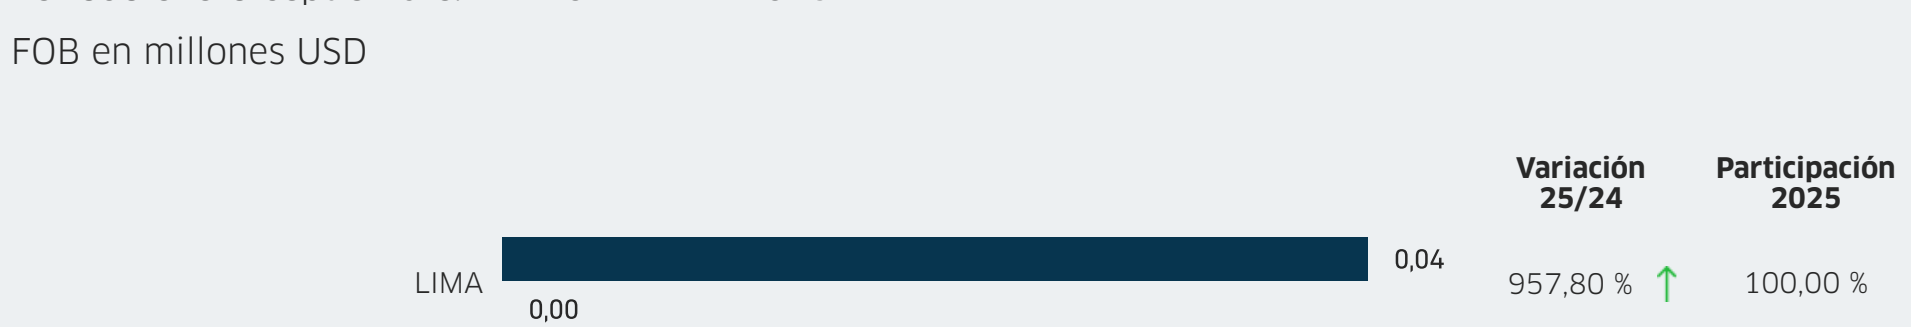 FOB en millones USD
Variación Participación
25/24 2025
0,04
LIMA 957,80 % ↑ 100,00 %
0,00